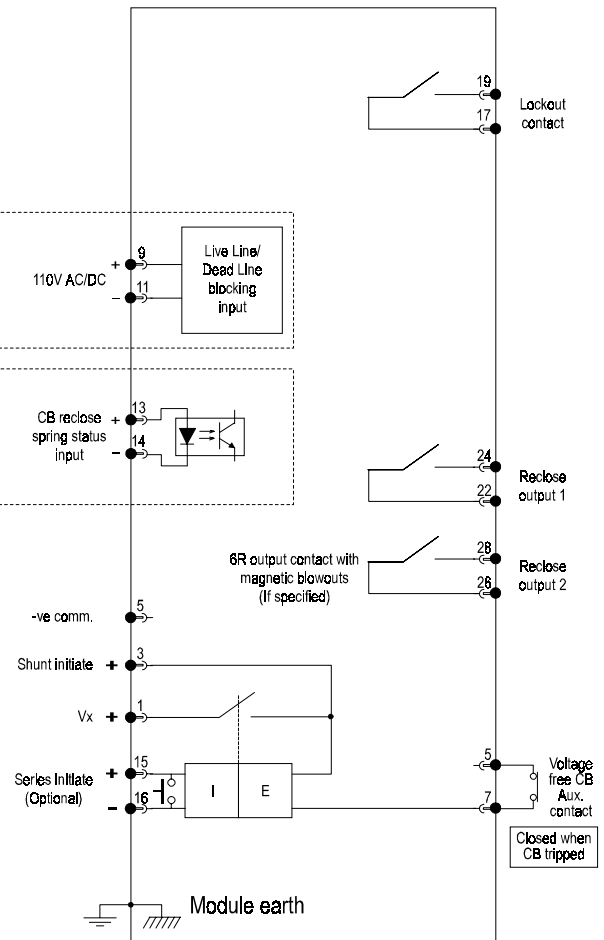 19
Lockout
17
contact
9
Live Line/
Dead LIne
blocking
input
+
110V AC/DC
11
–
13
CB reclose
+
spring status
input
14
–
24
Reclose
output 1
22
28
6R output contact with
magnetic blowouts
(If specified)
Reclose
output 2
26
-ve comm.
5
Shunt initiate +
3
Vx +
1
15
+
Series Initiate
(Optional)
–
16
I
E
5
Voltage
free CB
Aux.
contact
7
Closed when
CB tripped
Module earth